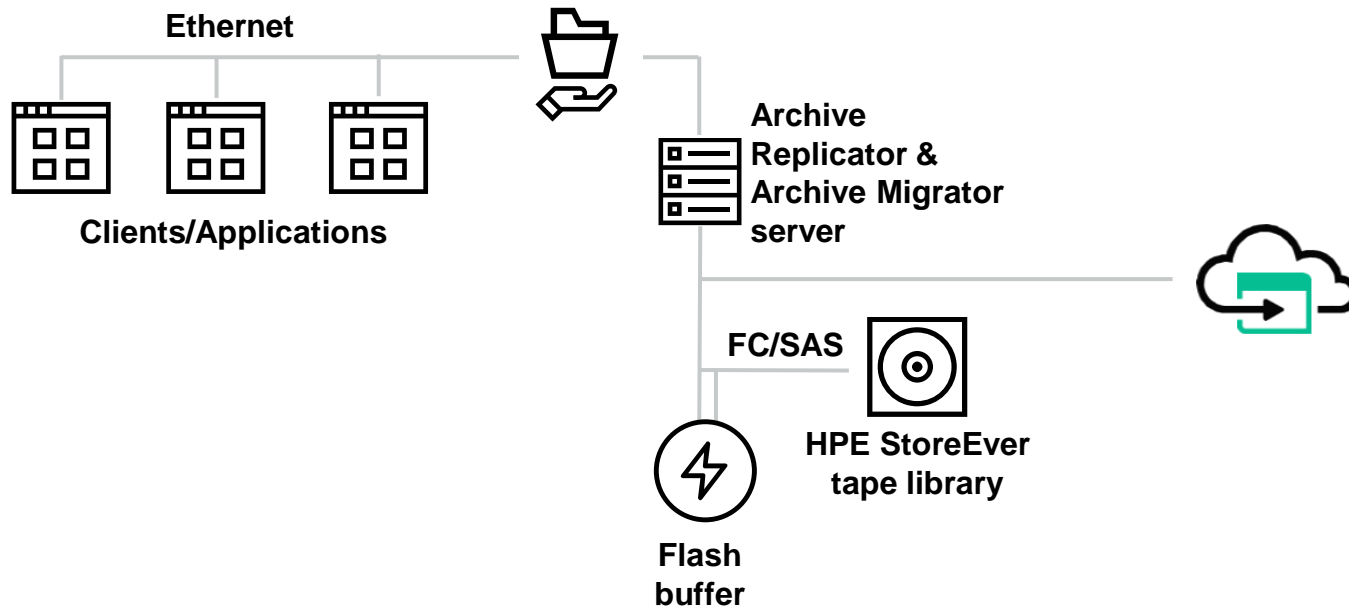 Ethernet
Clients/Applications
Archive
Replicator &
Archive Migrator
server
FC/SAS
HPE StoreEver
tape library
Flash
buffer